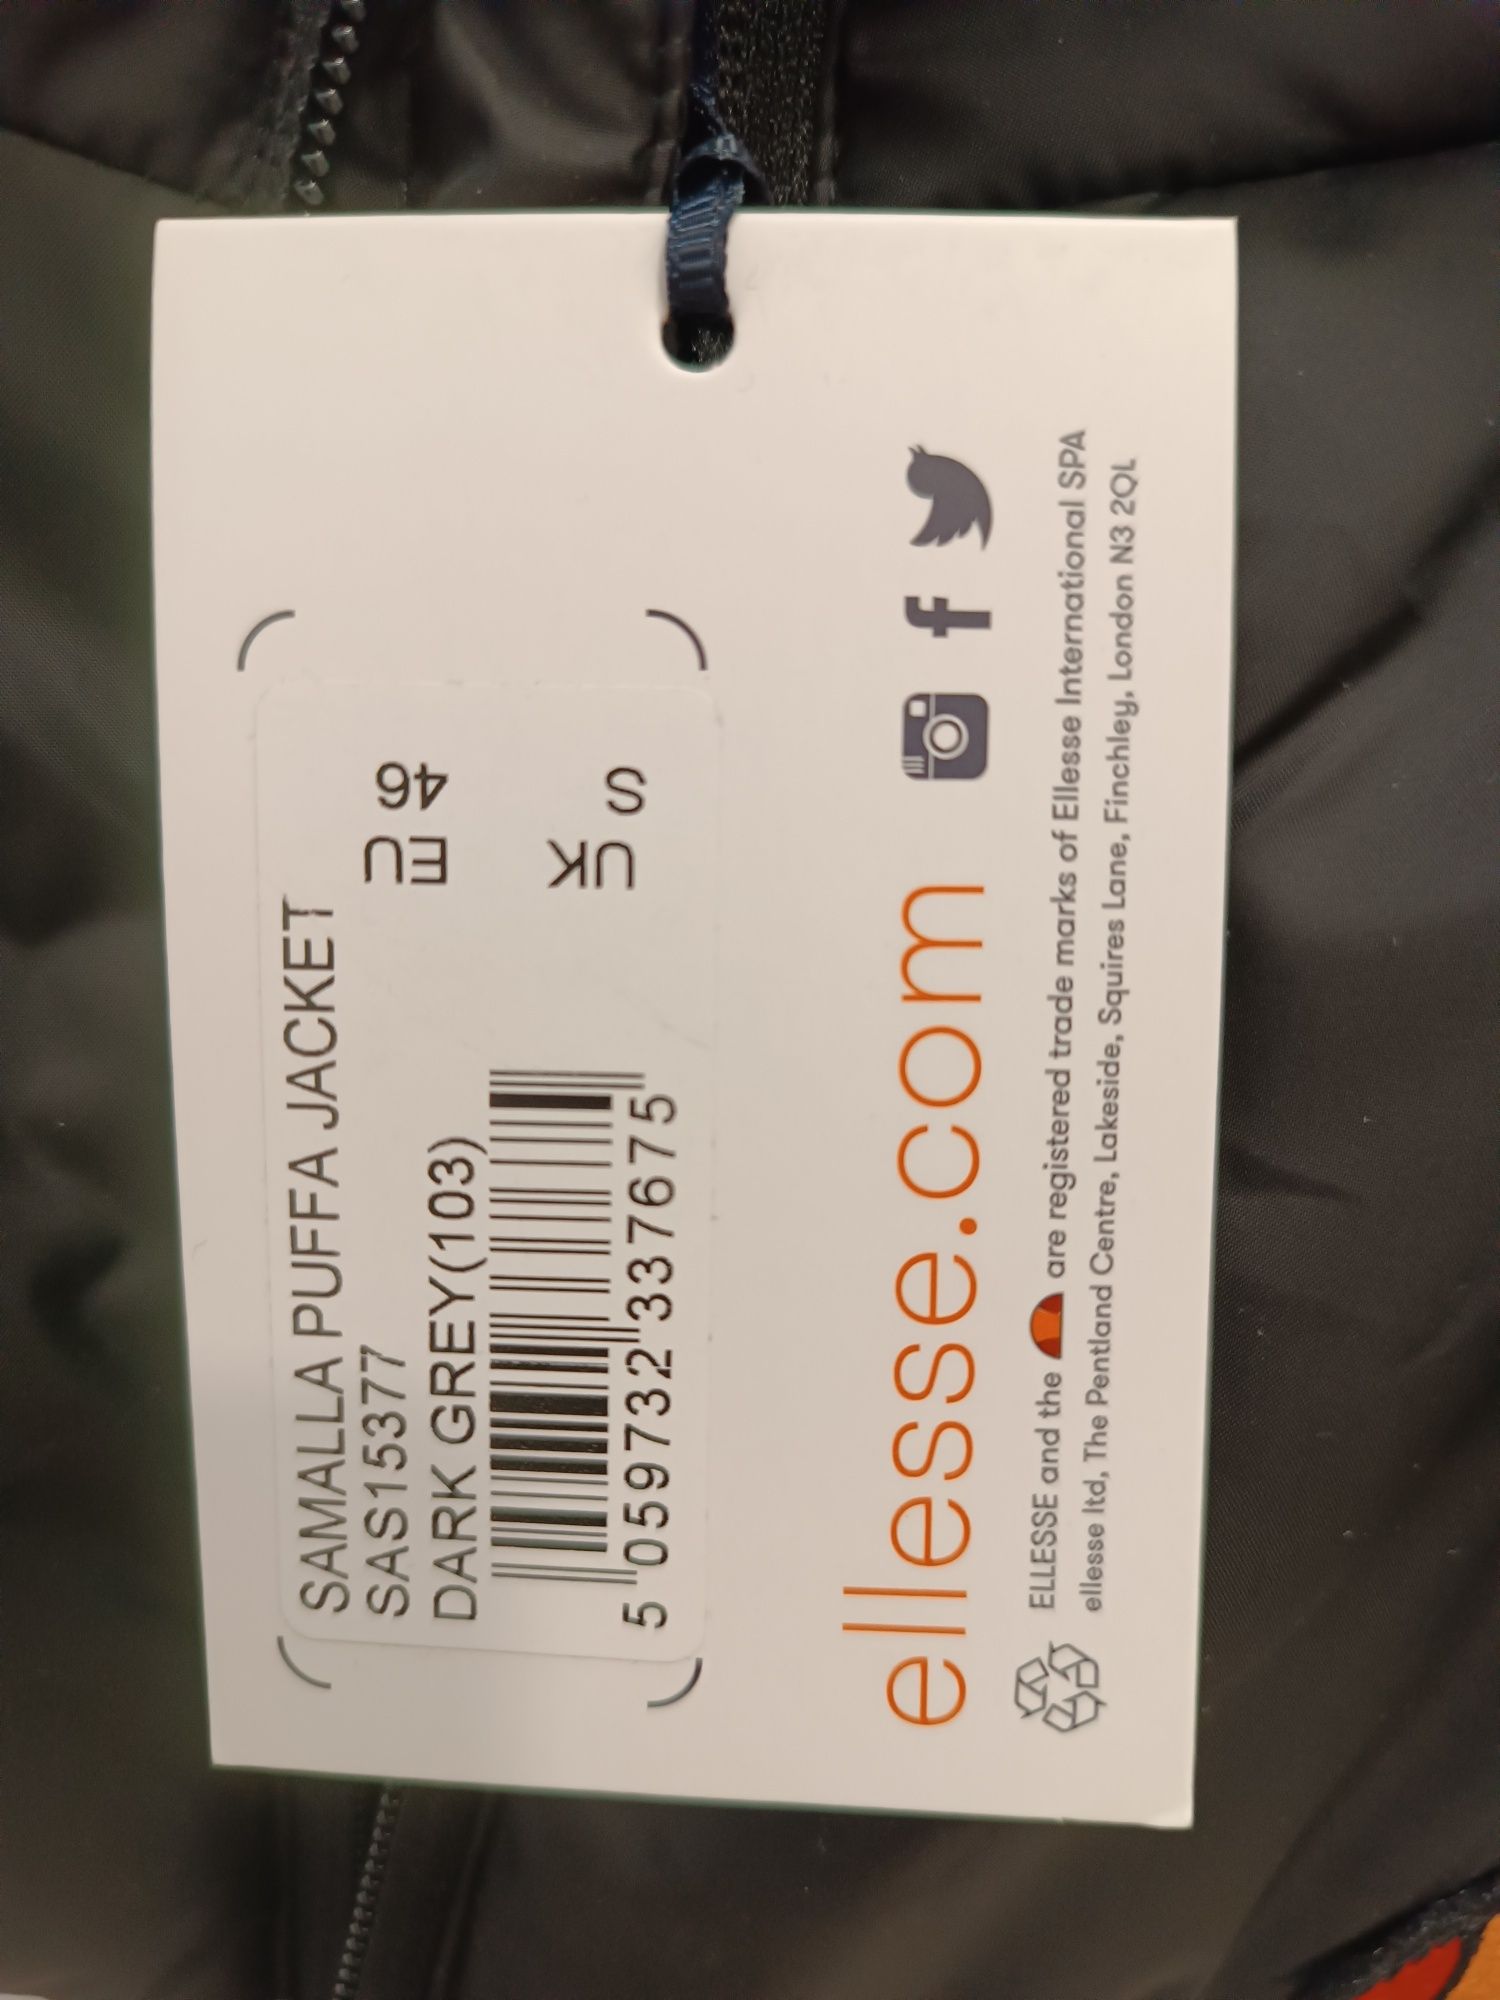 SAMALLA PUFFA JACKET
SAS15377
DARK GREY(103)
EU 46
UK S
5 059732 337675
ellesse.com
ELLESSE and the are registered trade marks of Ellesse International SPA
ellesse ltd, The Pentland Centre, Lakeside, Squires Lane, Finchley, London N3 2QL